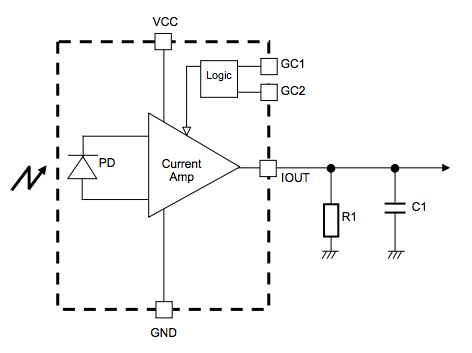 VCC
GC1
Logic
GC2
PD
Current
Amp
IOUT
R1
C1
GND